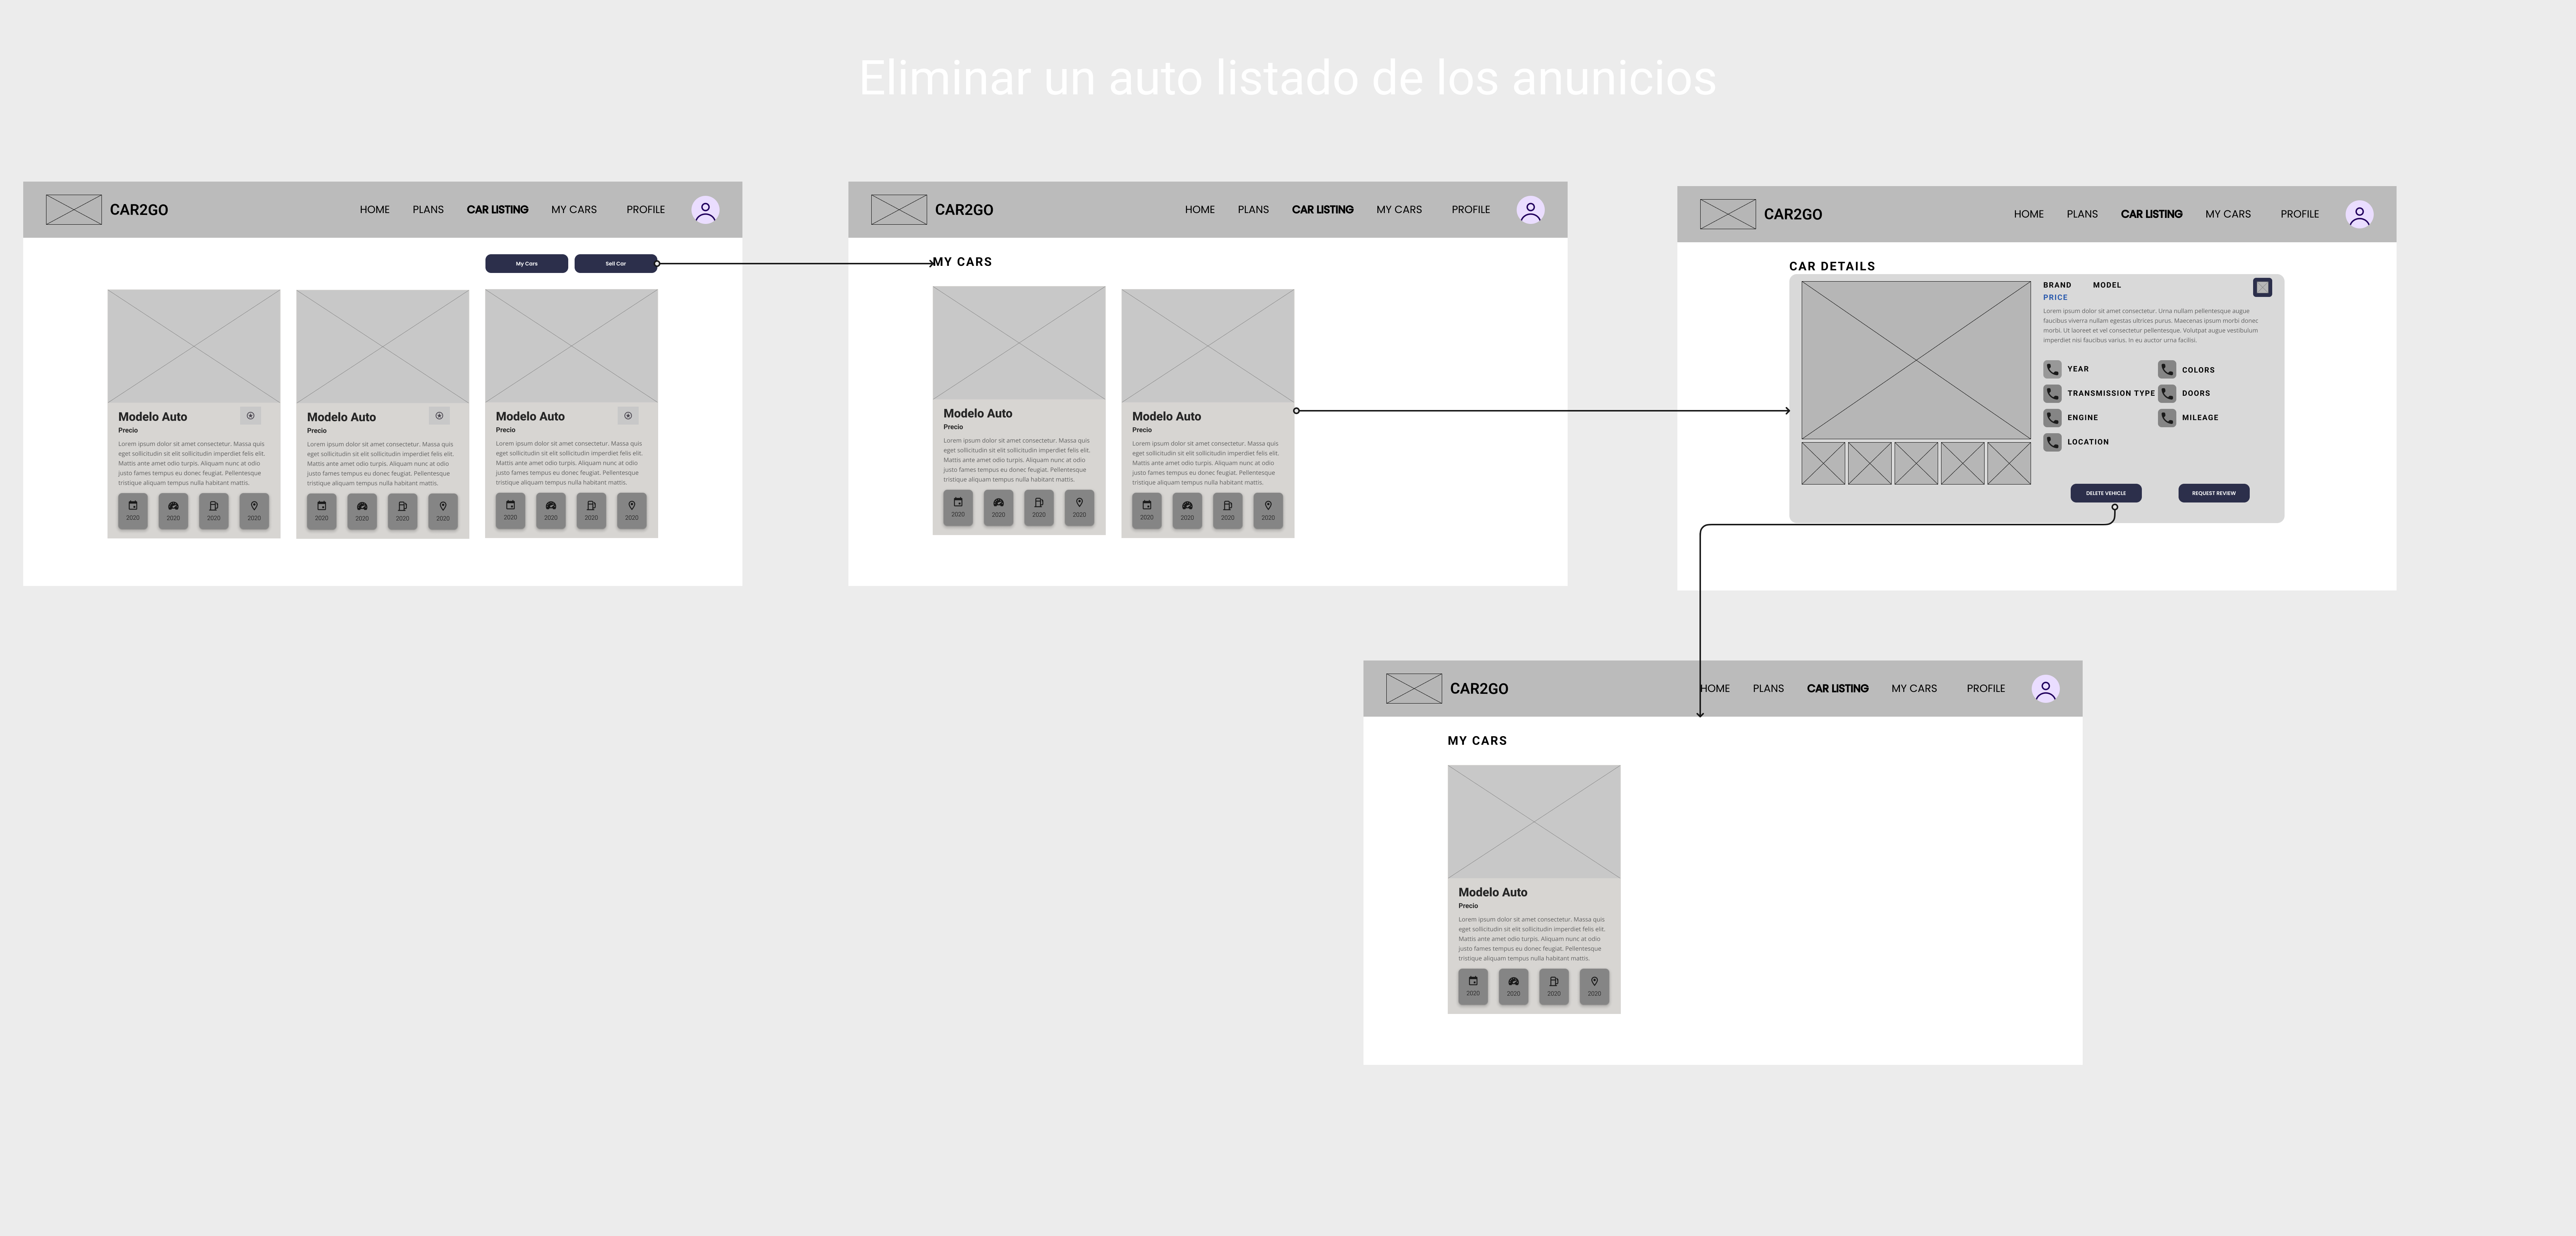 Eliminar un auto listado de los anunicios
CAR2GO
HOME PLANS CAR LISTING MY CARS PROFILE
My Cars Sell Car
Modelo Auto
Precio
Lorem ipsum dolor sit amet consectetur. Massa quis
eget sollicitudin sit elit sollicitudin imperdiet felis elit.
Mattis ante amet odio turpis. Aliquam nunc at odio
justo fames tempus eu donec feugiat. Pellentesque
tristique aliquam tempus nulla habitant mattis.
2020 2020 2020 2020
Modelo Auto
Precio
Lorem ipsum dolor sit amet consectetur. Massa quis
eget sollicitudin sit elit sollicitudin imperdiet felis elit.
Mattis ante amet odio turpis. Aliquam nunc at odio
justo fames tempus eu donec feugiat. Pellentesque
tristique aliquam tempus nulla habitant mattis.
2020 2020 2020 2020
Modelo Auto
Precio
Lorem ipsum dolor sit amet consectetur. Massa quis
eget sollicitudin sit elit sollicitudin imperdiet felis elit.
Mattis ante amet odio turpis. Aliquam nunc at odio
justo fames tempus eu donec feugiat. Pellentesque
tristique aliquam tempus nulla habitant mattis.
2020 2020 2020 2020
CAR2GO
HOME PLANS CAR LISTING MY CARS PROFILE
MY CARS
Modelo Auto
Precio
Lorem ipsum dolor sit amet consectetur. Massa quis
eget sollicitudin sit elit sollicitudin imperdiet felis elit.
Mattis ante amet odio turpis. Aliquam nunc at odio
justo fames tempus eu donec feugiat. Pellentesque
tristique aliquam tempus nulla habitant mattis.
2020 2020 2020 2020
Modelo Auto
Precio
Lorem ipsum dolor sit amet consectetur. Massa quis
eget sollicitudin sit elit sollicitudin imperdiet felis elit.
Mattis ante amet odio turpis. Aliquam nunc at odio
justo fames tempus eu donec feugiat. Pellentesque
tristique aliquam tempus nulla habitant mattis.
2020 2020 2020 2020
CAR2GO
HOME PLANS CAR LISTING MY CARS PROFILE
CAR DETAILS
BRAND MODEL
PRICE
Lorem ipsum dolor sit amet consectetur. Urna nullam pellentesque augue
faucibus viverra nullam egestas ultrices purus. Maecenas ipsum morbi donec
morbi. Ut laoreet et vel consectetur pellentesque. Volutpat augue vestibulum
imperdiet nisi faucibus varius. In eu auctor urna facilisi.
YEAR COLORS
TRANSMISSION TYPE DOORS
ENGINE MILEAGE
LOCATION
DELETE VEHICLE REQUEST REVIEW
CAR2GO
HOME PLANS CAR LISTING MY CARS PROFILE
MY CARS
Modelo Auto
Precio
Lorem ipsum dolor sit amet consectetur. Massa quis
eget sollicitudin sit elit sollicitudin imperdiet felis elit.
Mattis ante amet odio turpis. Aliquam nunc at odio
justo fames tempus eu donec feugiat. Pellentesque
tristique aliquam tempus nulla habitant mattis.
2020 2020 2020 2020